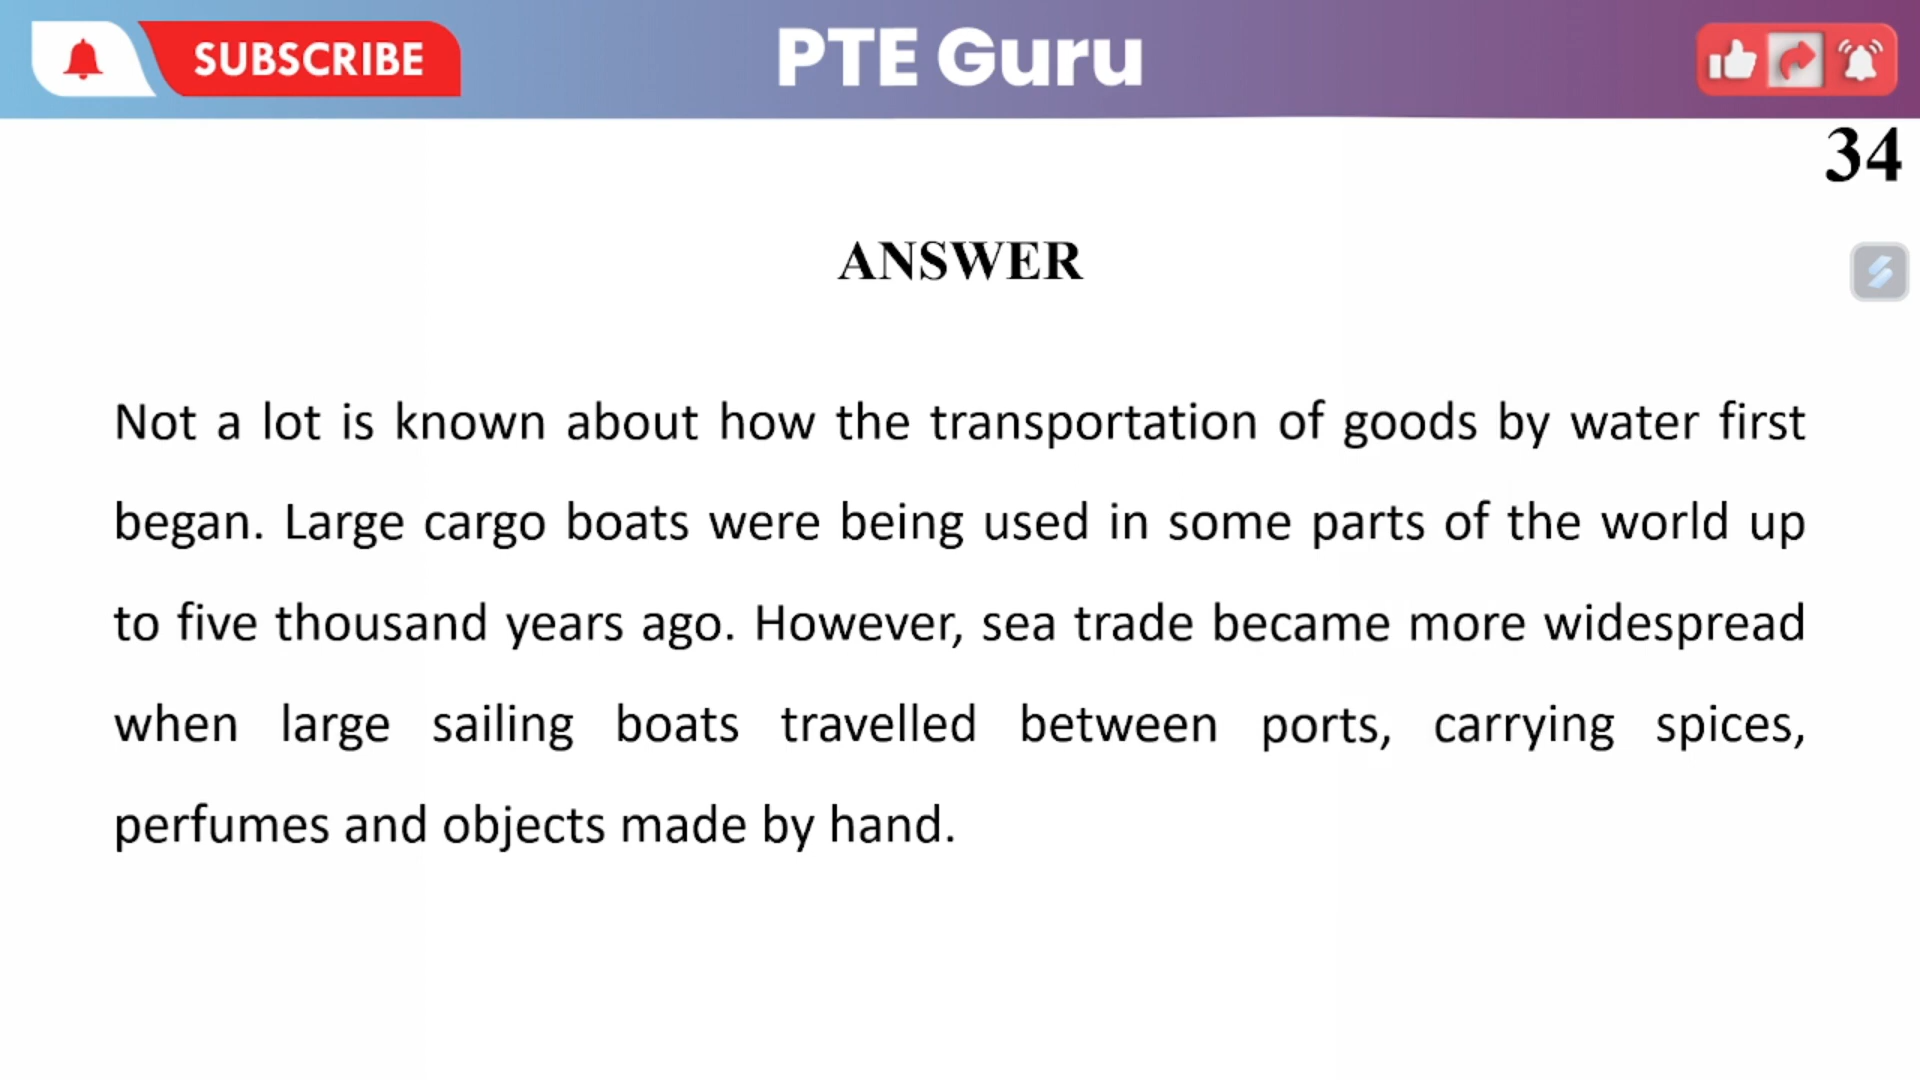 SUBSCRIBE
PTE Guru
34
ANSWER
Not a lot is known about how the transportation of goods by water first
began. Large cargo boats were being used in some parts of the world up
to five thousand years ago. However, sea trade became more widespread
when large sailing boats travelled between ports, carrying spices,
perfumes and objects made by hand.